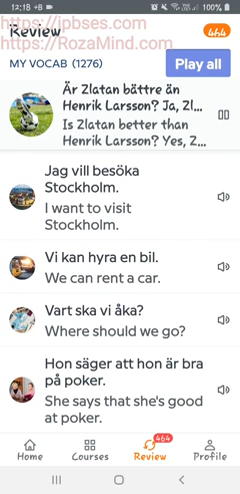 12:18 +B
100%
https://jpbses.com
Review
464
https://RozaMind.com
MY VOCAB (1276)
Play all
Är Zlatan bättre än
Henrik Larsson? Ja, Zl...
Is Zlatan better than
Henrik Larsson? Yes, Z...
Jag vill besöka
Stockholm.
I want to visit
Stockholm.
Vi kan hyra en bil.
We can rent a car.
Vart ska vi åka?
Where should we go?
Hon säger att hon är bra
på poker.
She says that she's good
at poker.
464
Home Courses Review Profile